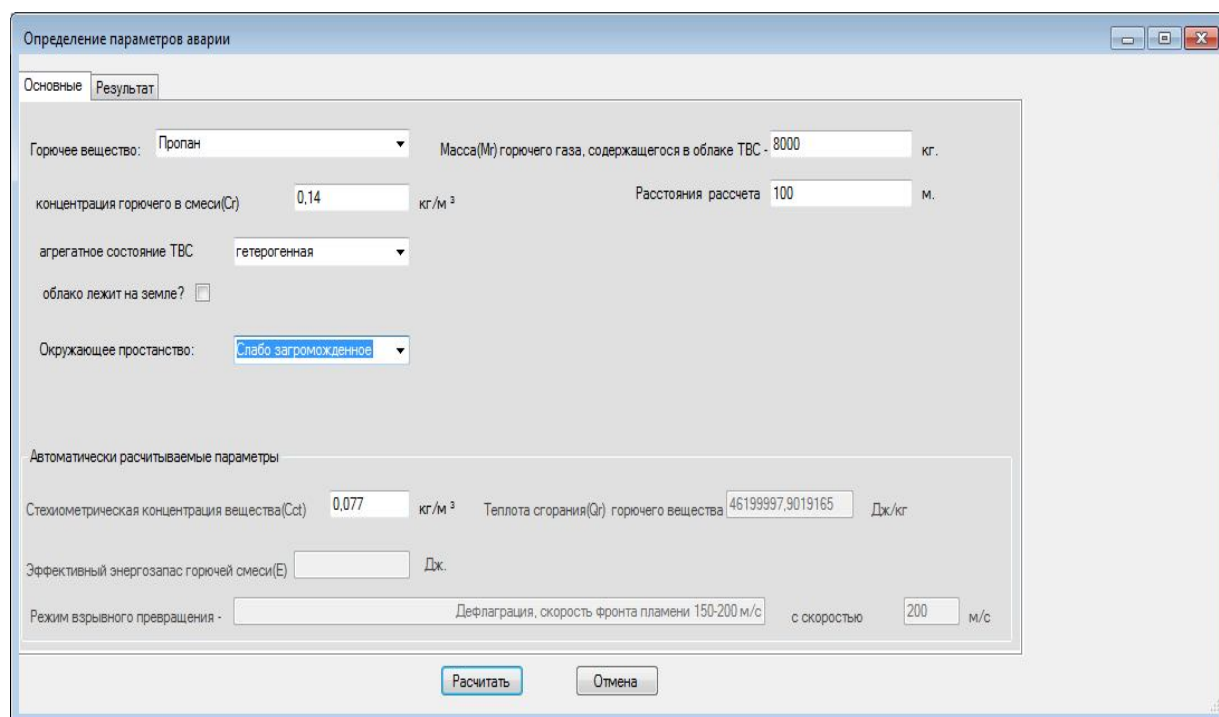 Определение параметров аварии
Основные Результат
Горючее вещество: Пропан Масса(Мг) горючего газа, содержащегося в облаке ТВС - 8000 кг.
концентрация горючего в смеси(Сг) 0,14 кг/м ³ Расстояния рассчета 100 м.
агрегатное состояние ТВС гетерогенная
облако лежит на земле?
Окружающее простанство: Слабо загроможденное
Автоматически расчитываемые параметры
Стехиометрическая концентрация вещества(Сct) 0,077 кг/м ³ Теплота сгорания(Qг) горючего вещества 46199997,9019165 Дж/кг
Эффективный энергозапас горючей смеси(Е) Дж.
Режим взрывного превращения - Дефлаграция, скорость фронта пламени 150-200 м/с с скоростью 200 м/с
Расчитать Отмена